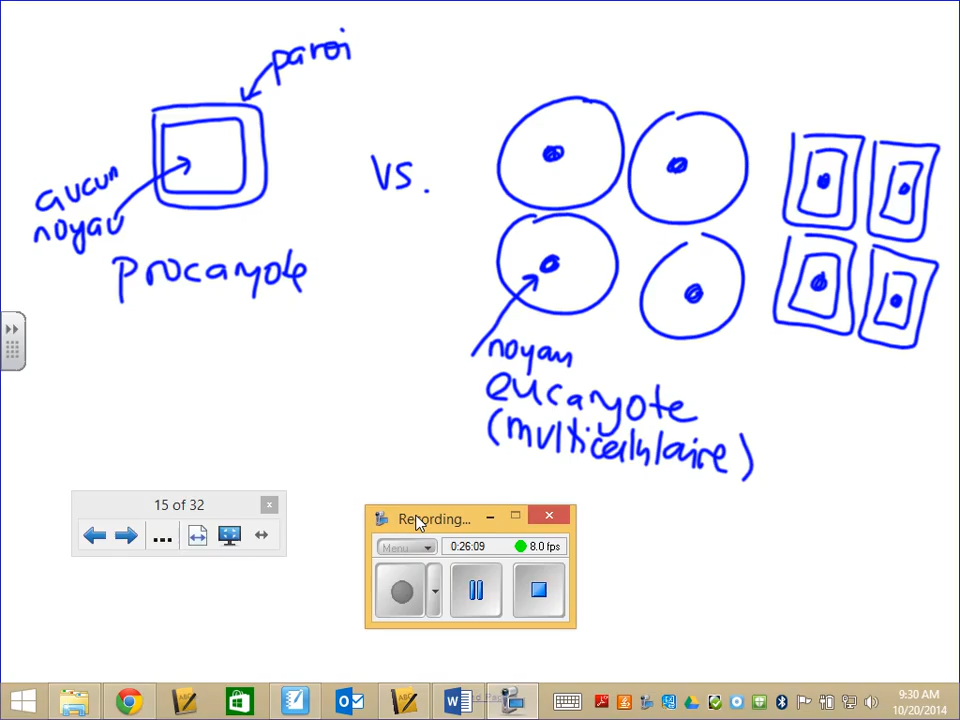 paroi
aucun
noyau
procaryote
vs.
noyau
eucaryote
(multicellulaire)
15 of 32
Recording...
Menu
0:26:09
8.0 fps
9:30 AM
10/20/2014